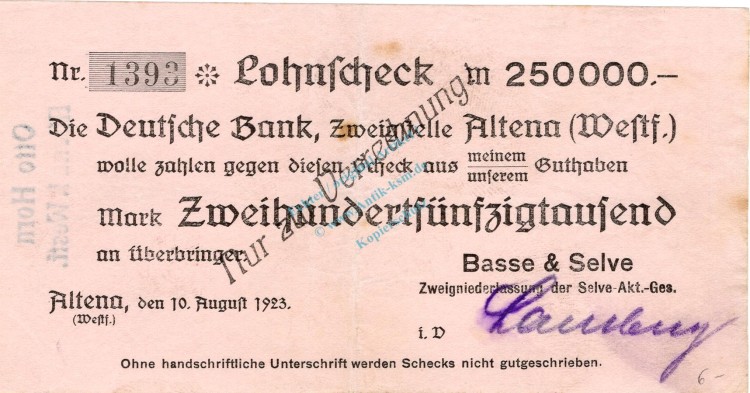 Nr. 1393 Lohnscheck m 250000.-
Die Deutsche Bank, Zweigstelle Altena (Westf.)
wolle zahlen gegen diesen Scheck aus meinem
unserem Guthaben
Mark Zweihundertfünfzigtausend
an Überbringer.
Nur zur Verrechnung
Basse & Selve
Zweigniederlassung der Selve-Akt.-Ges.
Altena, den 10. August 1923.
(Westf.)
i. V
Ohne handschriftliche Unterschrift werden Schecks nicht gutgeschrieben.
6-
Otto Horn